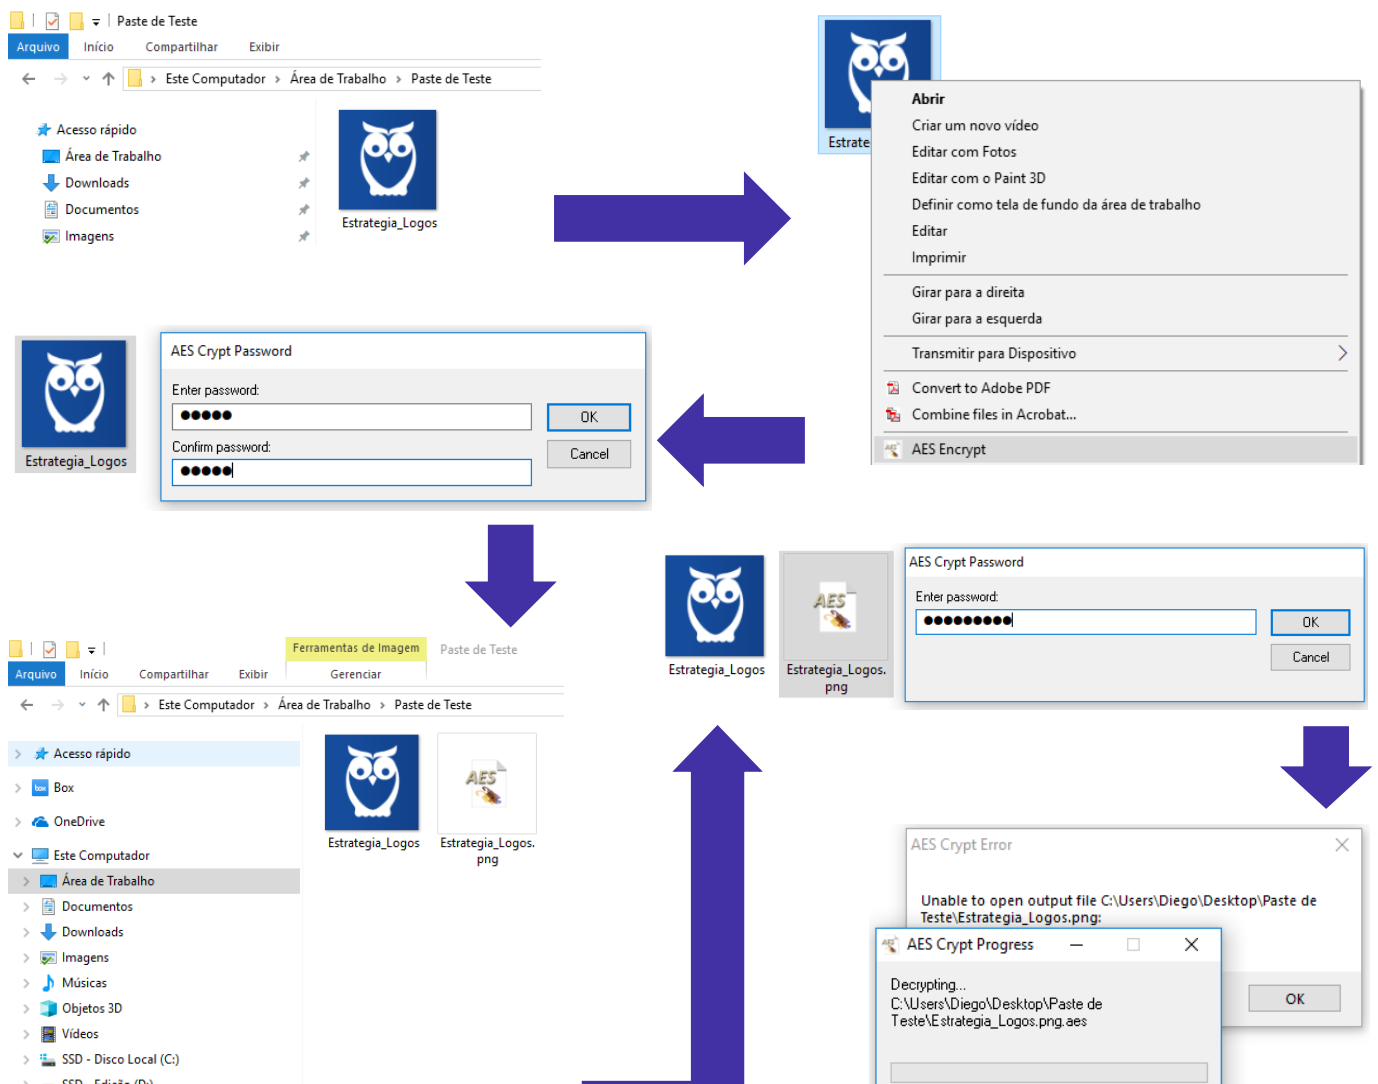 Paste de Teste
Arquivo Início Compartilhar Exibir
Este Computador > Área de Trabalho > Paste de Teste
Acesso rápido
Área de Trabalho
Downloads
Documentos
Imagens
Estrategia_Logos
Estrate
Abrir
Criar um novo vídeo
Editar com Fotos
Editar com o Paint 3D
Definir como tela de fundo da área de trabalho
Editar
Imprimir
Girar para a direita
Girar para a esquerda
Transmitir para Dispositivo
Convert to Adobe PDF
Combine files in Acrobat...
AES Encrypt
Estrategia_Logos
AES Crypt Password
Enter password:
OK
Confirm password:
Cancel
Ferramentas de Imagem Paste de Teste
Arquivo Início Compartilhar Exibir Gerenciar
Este Computador > Área de Trabalho > Paste de Teste
Acesso rápido
box Box
OneDrive
Este Computador
Área de Trabalho
Documentos
Downloads
Imagens
Músicas
Objetos 3D
Vídeos
SSD - Disco Local (C:)
SSD - Edição (D:)
Estrategia_Logos
AES
Estrategia_Logos.
png
Estrategia_Logos
AES
Estrategia_Logos.
png
AES Crypt Password
Enter password:
OK
Cancel
AES Crypt Error
Unable to open output file C:\Users\Diego\Desktop\Paste de
Teste\Estrategia_Logos.png:
OK
AES Crypt Progress
Decrypting...
C:\Users\Diego\Desktop\Paste de
Teste\Estrategia_Logos.png.aes